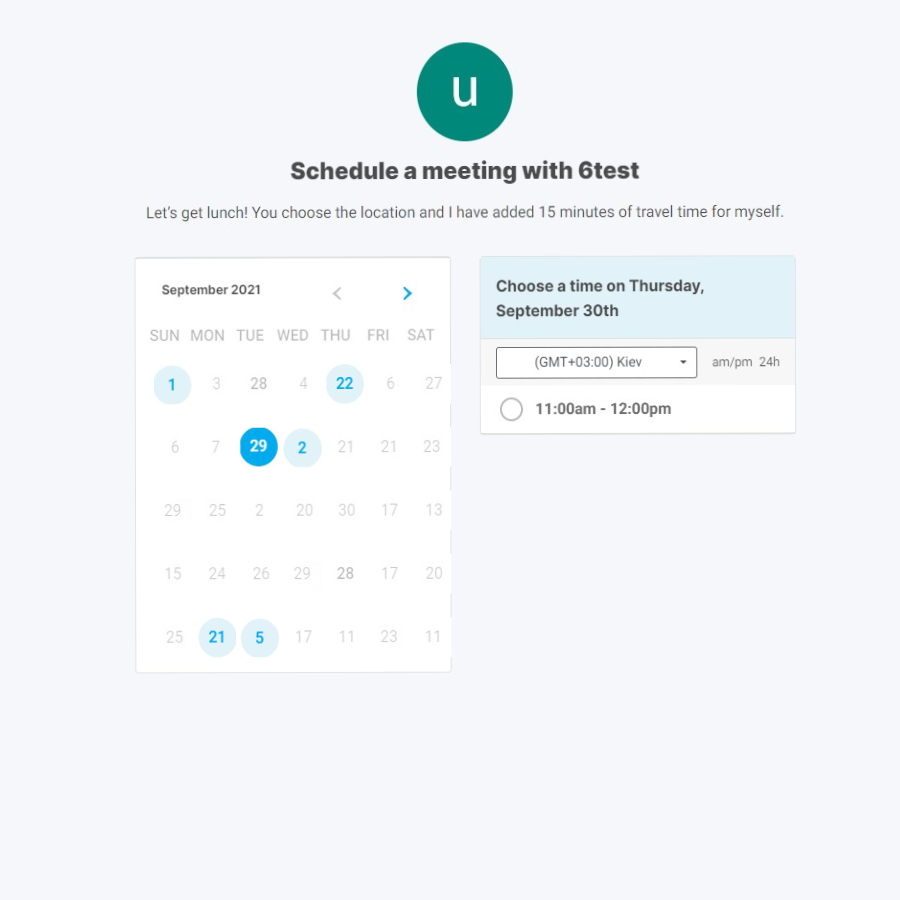 u
Schedule a meeting with 6test
Let's get lunch! You choose the location and I have added 15 minutes of travel time for myself.
September 2021
SUN MON TUE WED THU FRI SAT
1 3 28 4 22 6 27
6 7 29 2 21 21 23
29 25 2 20 30 17 13
15 24 26 29 28 17 20
25 21 5 17 11 23 11
Choose a time on Thursday,
September 30th
(GMT+03:00) Kiev am/pm 24h
11:00am - 12:00pm